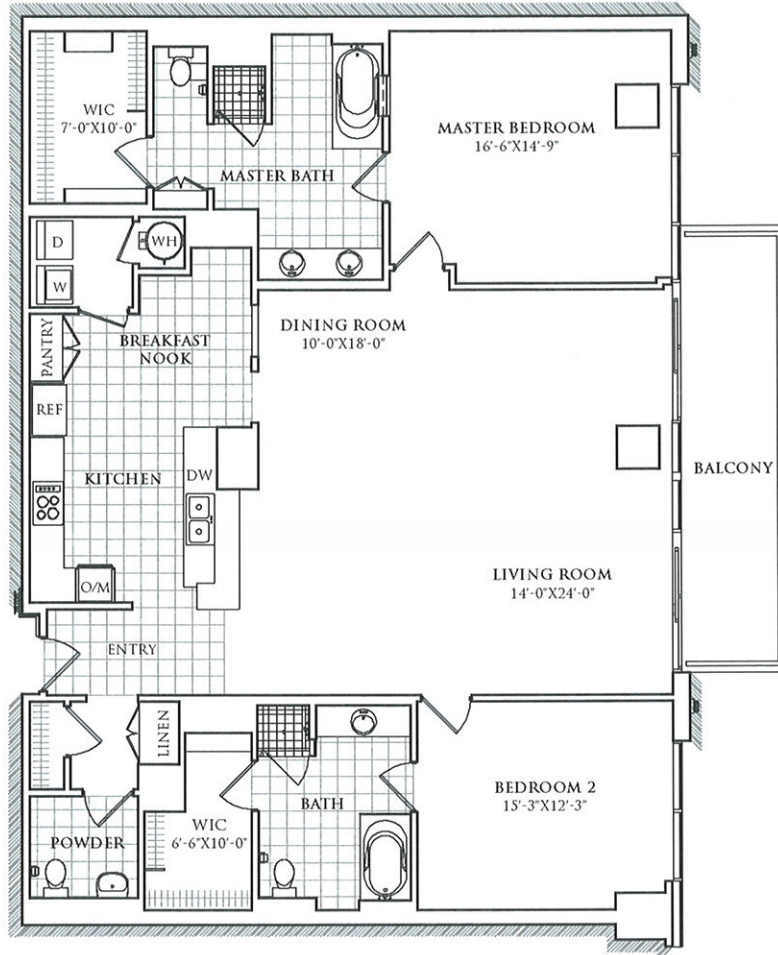 WIC
7'-0"X10'-0"
MASTER BATH
MASTER BEDROOM
16'-6"X14'-9"
D
WH
W
PANTRY
BREAKFAST
NOOK
DINING ROOM
10'-0"X18'-0"
REF
KITCHEN
DW
BALCONY
O/M
LIVING ROOM
14'-0"X24'-0"
ENTRY
LINEN
BEDROOM 2
15'-3"X12'-3"
BATH
WIC
6'-6"X10'-0"
POWDER